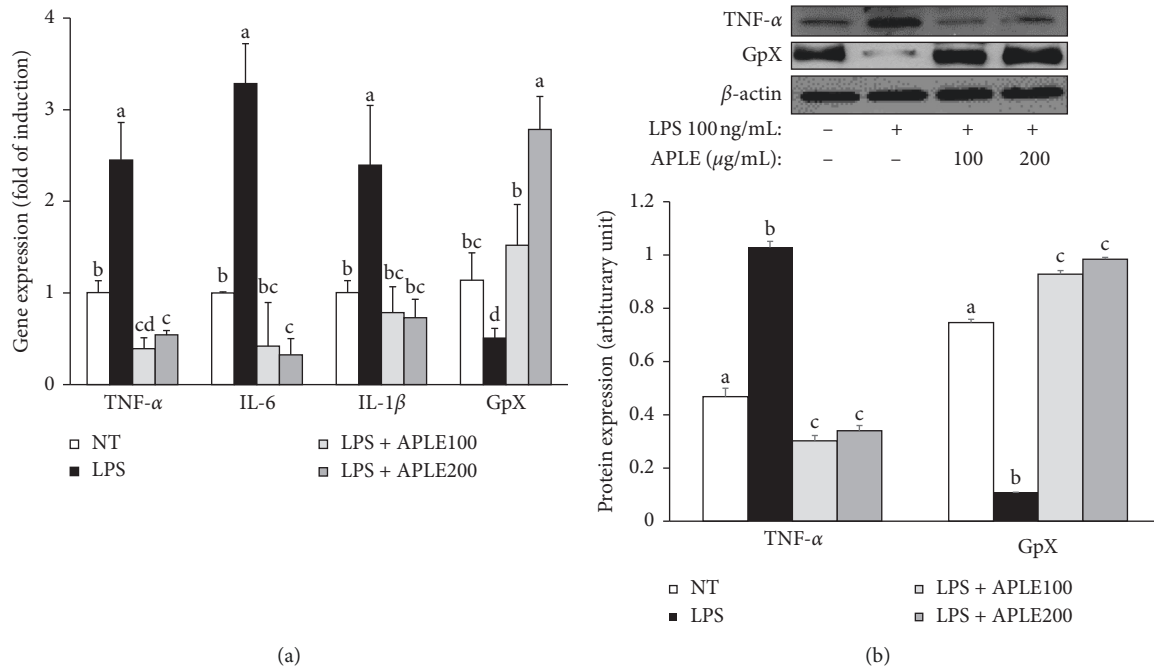 4
3
2
1
0
Gene expression (fold of induction)
b
a
cd
c
b
a
bc
c
b
a
bc
bc
bc
d
b
a
TNF-α
IL-6
IL-1β
GpX
NT
LPS
LPS + APLE100
LPS + APLE200
(a)
TNF-α
GpX
β-actin
LPS 100 ng/mL: – + + +
APLE (μg/mL): – – 100 200
1.2
1
0.8
0.6
0.4
0.2
0
Protein expression (arbiturary unit)
a
b
c
c
a
b
c
c
TNF-α
GpX
NT
LPS
LPS + APLE100
LPS + APLE200
(b)